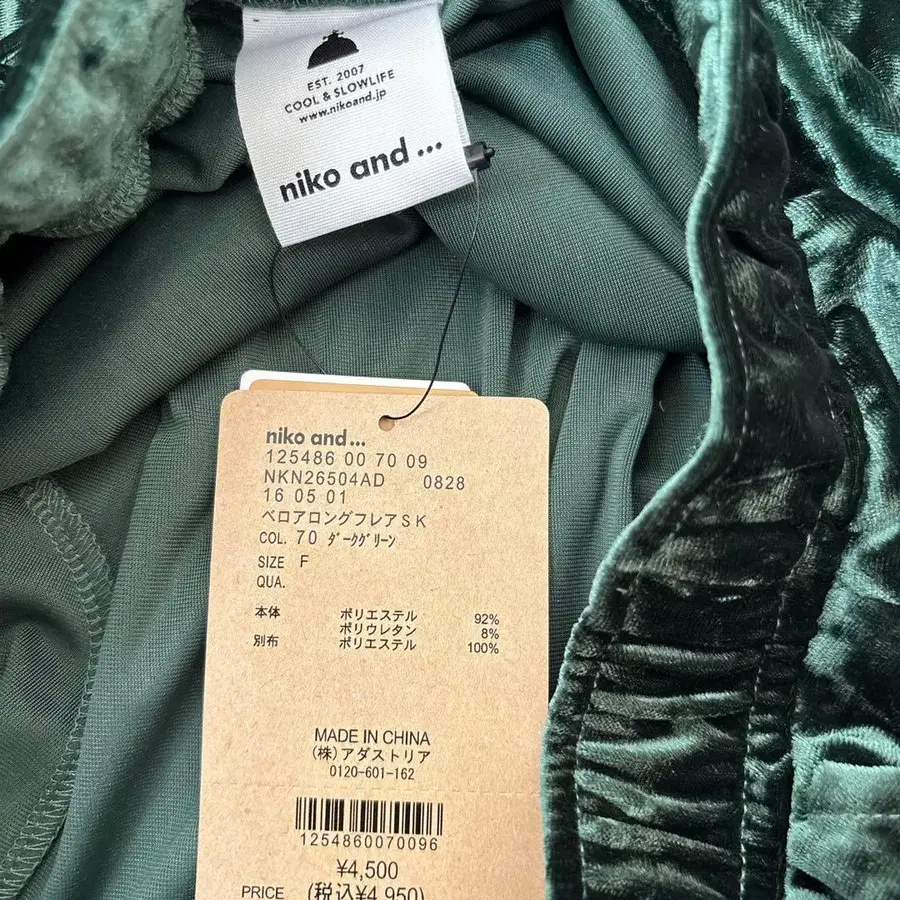 EST. 2007
COOL & SLOWLIFE
www.nikoand.jp
niko and ...
niko and ...
125486 00 70 09
NKN26504AD 0828
16 05 01
ベロアロングフレアSK
COL. 70 ダークグリーン
SIZE F
QUA.
本体 ポリエステル 92%
ポリウレタン 8%
別布 ポリエステル 100%
MADE IN CHINA
(株)アダストリア
0120-601-162
1254860070096
¥4,500
PRICE (税込¥4,950)